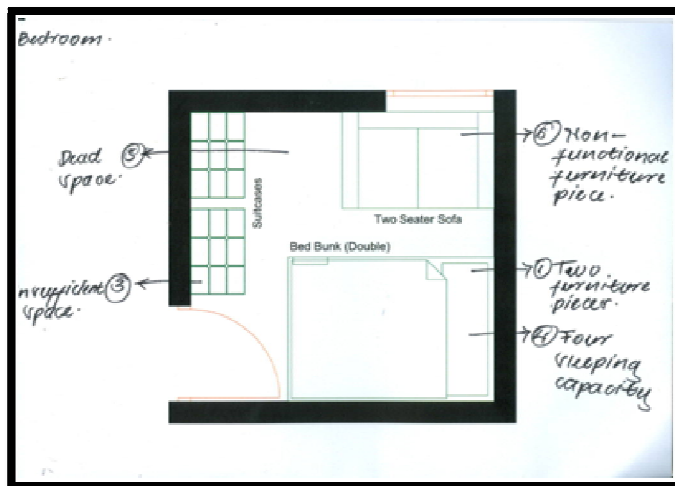 Bedroom.
Dead ⑤
space.
nsufficient ③
space.
Suitcases
Two Seater Sofa
Bed Bunk (Double)
⑥ Non-
functional
furniture
piece.
① Two
furniture
pieces.
④ Four
sleeping
capacity